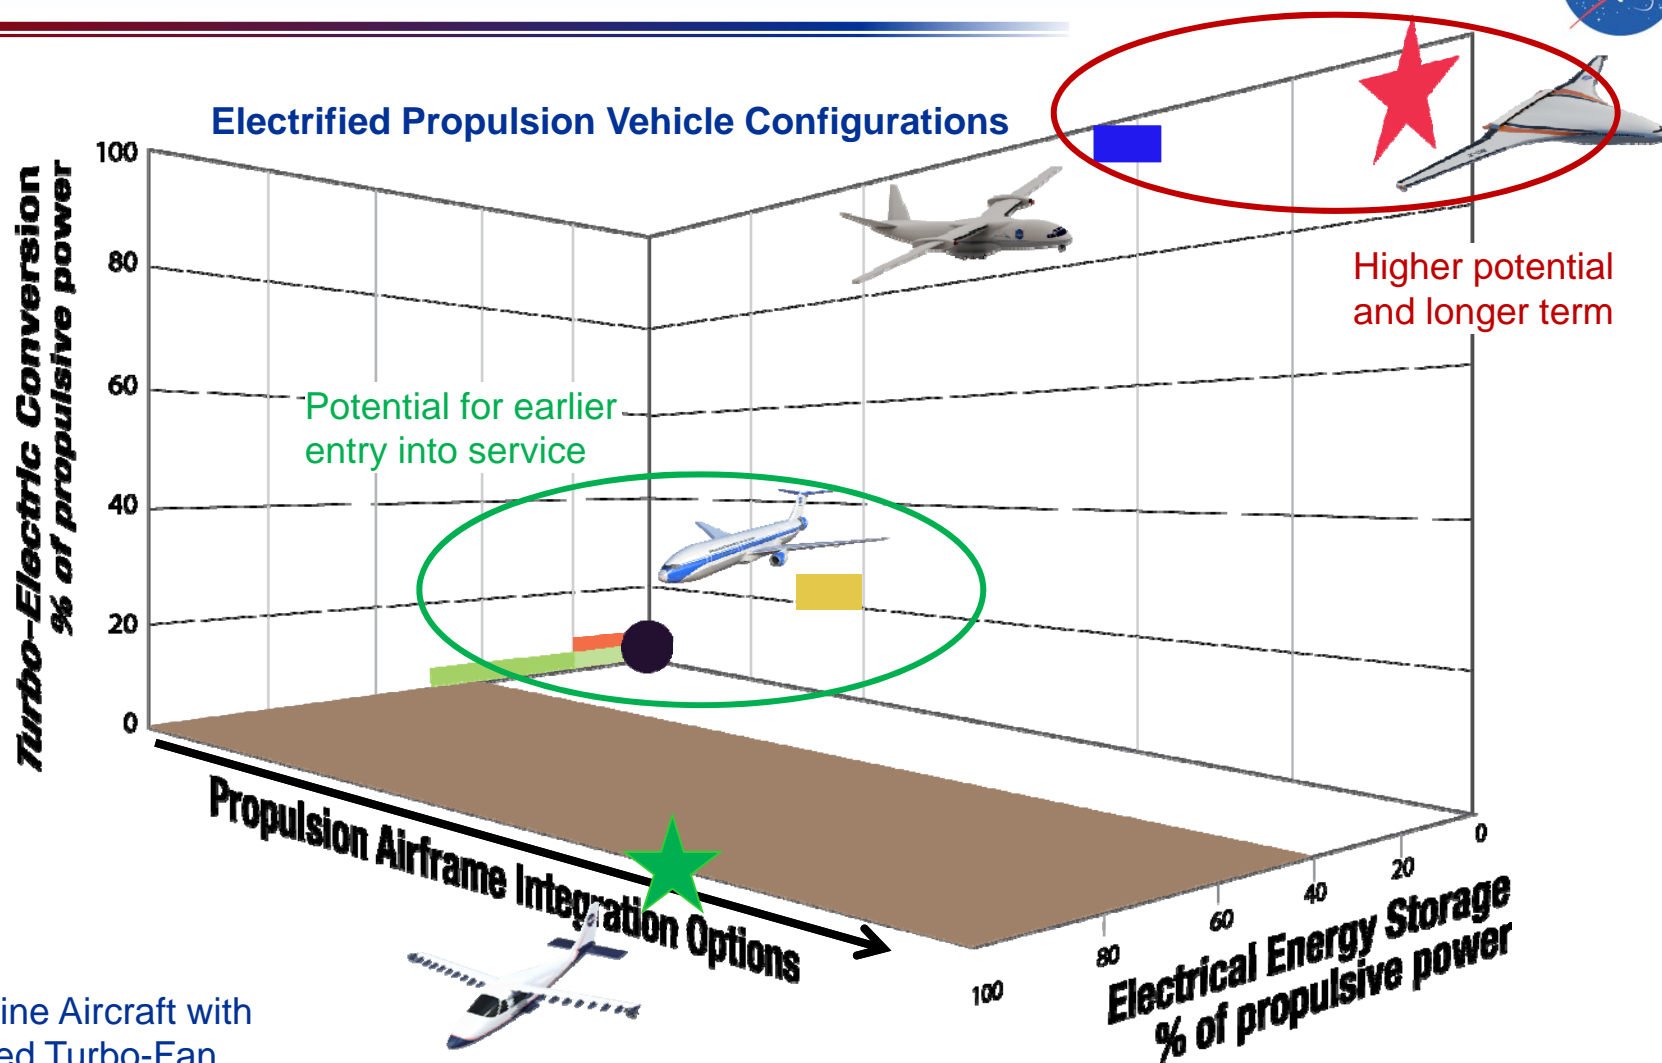 Electrified Propulsion Vehicle Configurations
Turbo-Electric Conversion
% of propulsive power
100
80
60
40
20
0
Higher potential
and longer term
Potential for earlier
entry into service
Propulsion Airframe Integration Options
0
20
40
60
80
100
Electrical Energy Storage
% of propulsive power
ine Aircraft with
ed Turbo-Fan